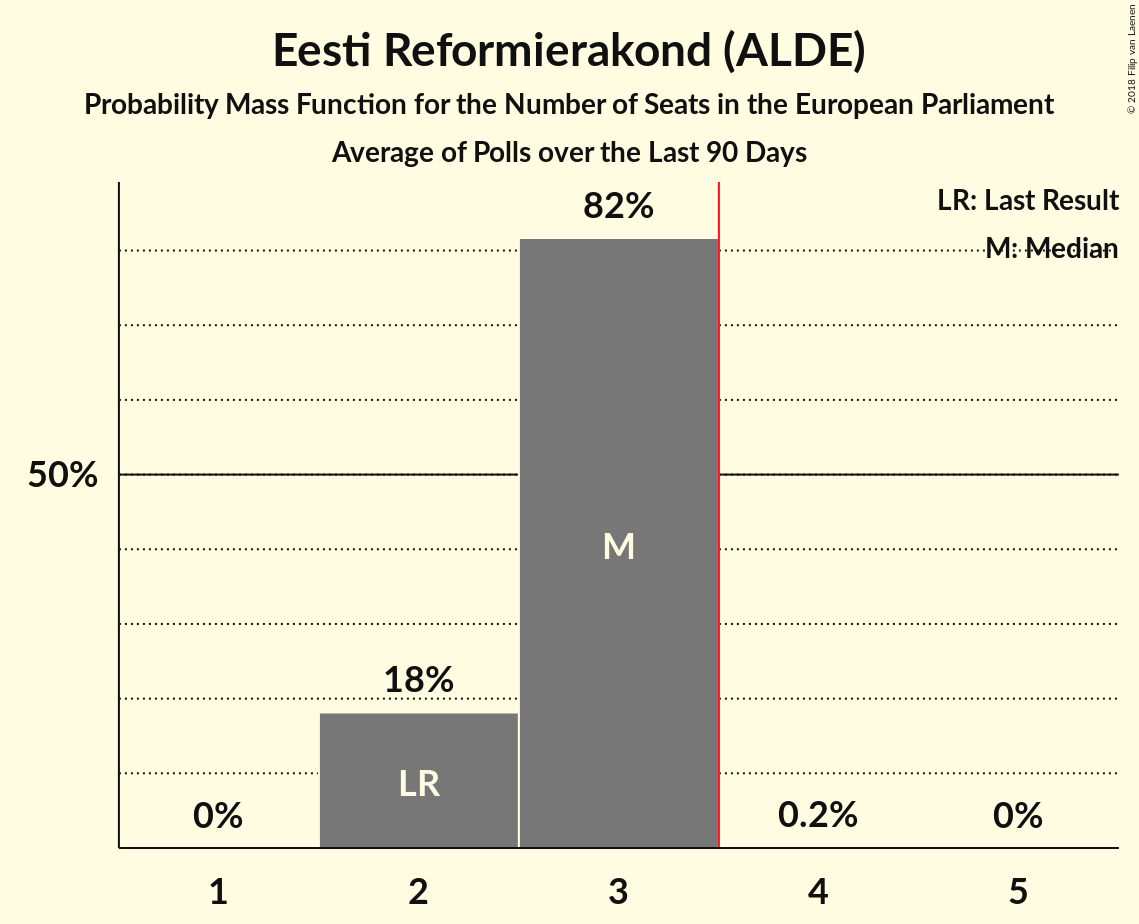 Eesti Reformierakond (ALDE)
Probability Mass Function for the Number of Seats in the European Parliament
Average of Polls over the Last 90 Days
© 2018 Filip van Laenen
LR: Last Result
M: Median
82%
50%
M
18%
LR
0%
0.2%
0%
1
2
3
4
5